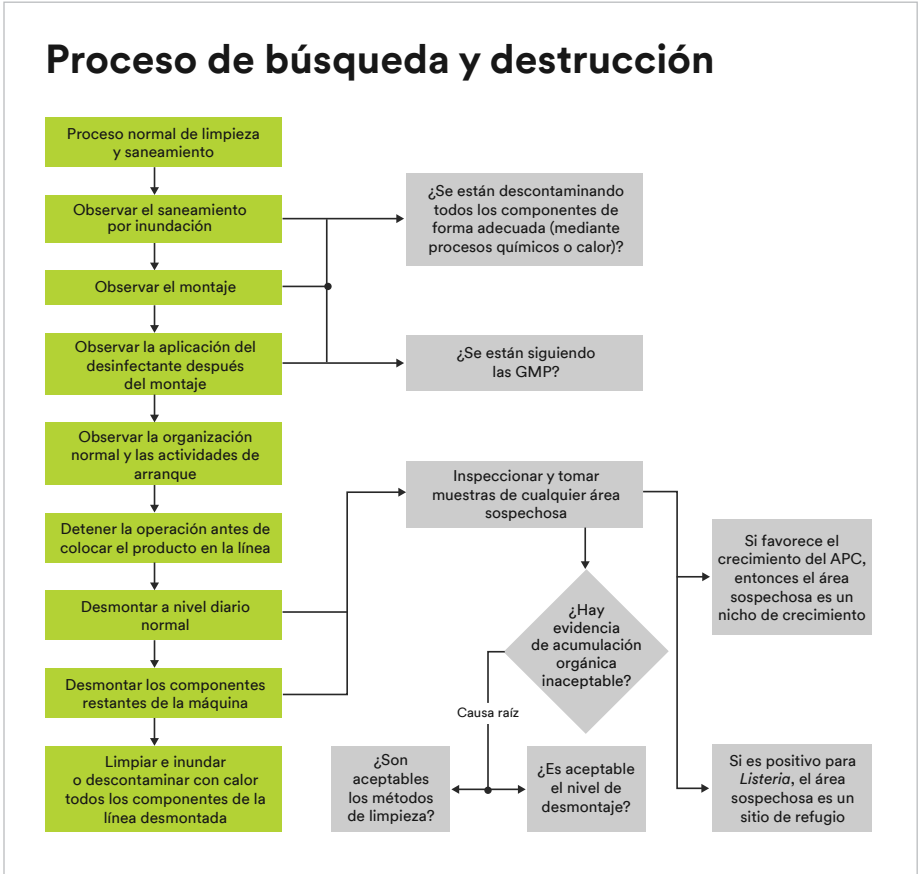 Proceso de búsqueda y destrucción
Proceso normal de limpieza
y saneamiento
Observar el saneamiento
por inundación
Observar el montaje
Observar la aplicación del
desinfectante después
del montaje
Observar la organización
normal y las actividades de
arranque
Detener la operación antes de
colocar el producto en la línea
Desmontar a nivel diario
normal
Desmontar los componentes
restantes de la máquina
Limpiar e inundar
o descontaminar con calor
todos los componentes de la
línea desmontada
¿Se están descontaminando
todos los componentes de
forma adecuada (mediante
procesos químicos o calor)?
¿Se están siguiendo
las GMP?
Inspeccionar y tomar
muestras de cualquier área
sospechosa
¿Hay
evidencia
de acumulación
orgánica
inaceptable?
Causa raíz
¿Son
aceptables
los métodos
de limpieza?
¿Es aceptable
el nivel de
desmontaje?
Si favorece el
crecimiento del APC,
entonces el área
sospechosa es un
nicho de crecimiento
Si es positivo para
Listeria, el área
sospechosa es un
sitio de refugio